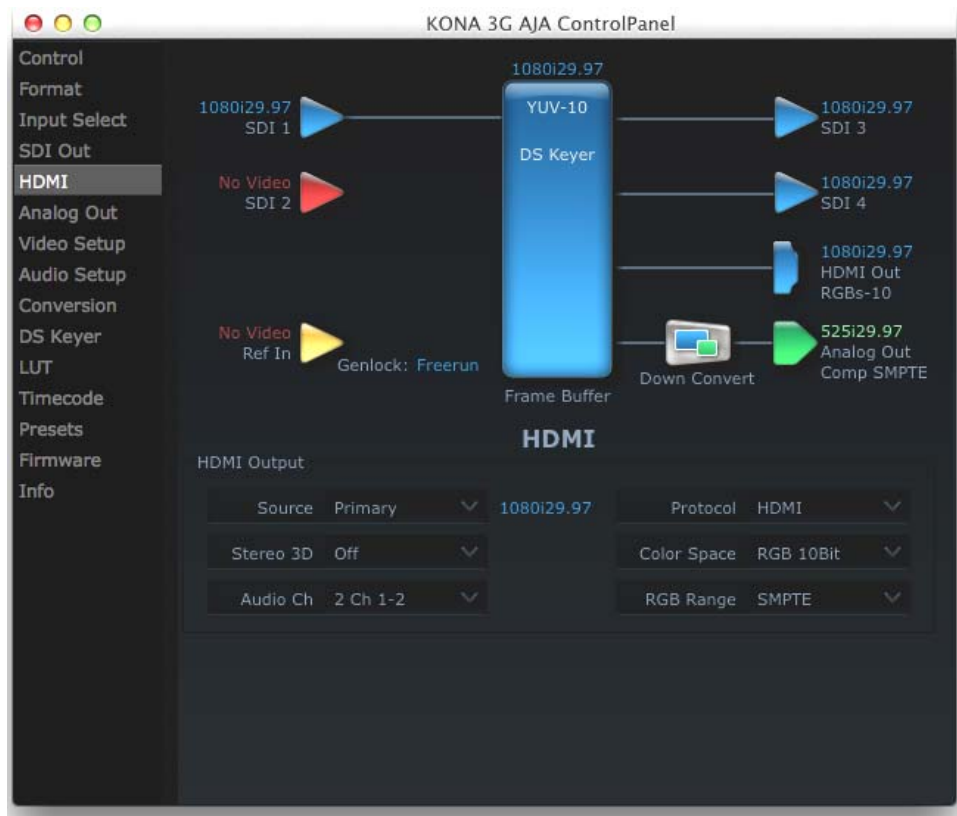 KONA 3G AJA ControlPanel
Control
Format
Input Select
SDI Out
HDMI
Analog Out
Video Setup
Audio Setup
Conversion
DS Keyer
LUT
Timecode
Presets
Firmware
Info
1080i29.97
YUV-10
DS Keyer
1080i29.97
SDI 1
No Video
SDI 2
No Video
Ref In
Genlock: Freerun
Frame Buffer
1080i29.97
SDI 3
1080i29.97
SDI 4
1080i29.97
HDMI Out
RGBs-10
Down Convert
525i29.97
Analog Out
Comp SMPTE
HDMI
HDMI Output
Source Primary 1080i29.97 Protocol HDMI
Stereo 3D Off Color Space RGB 10Bit
Audio Ch 2 Ch 1-2 RGB Range SMPTE